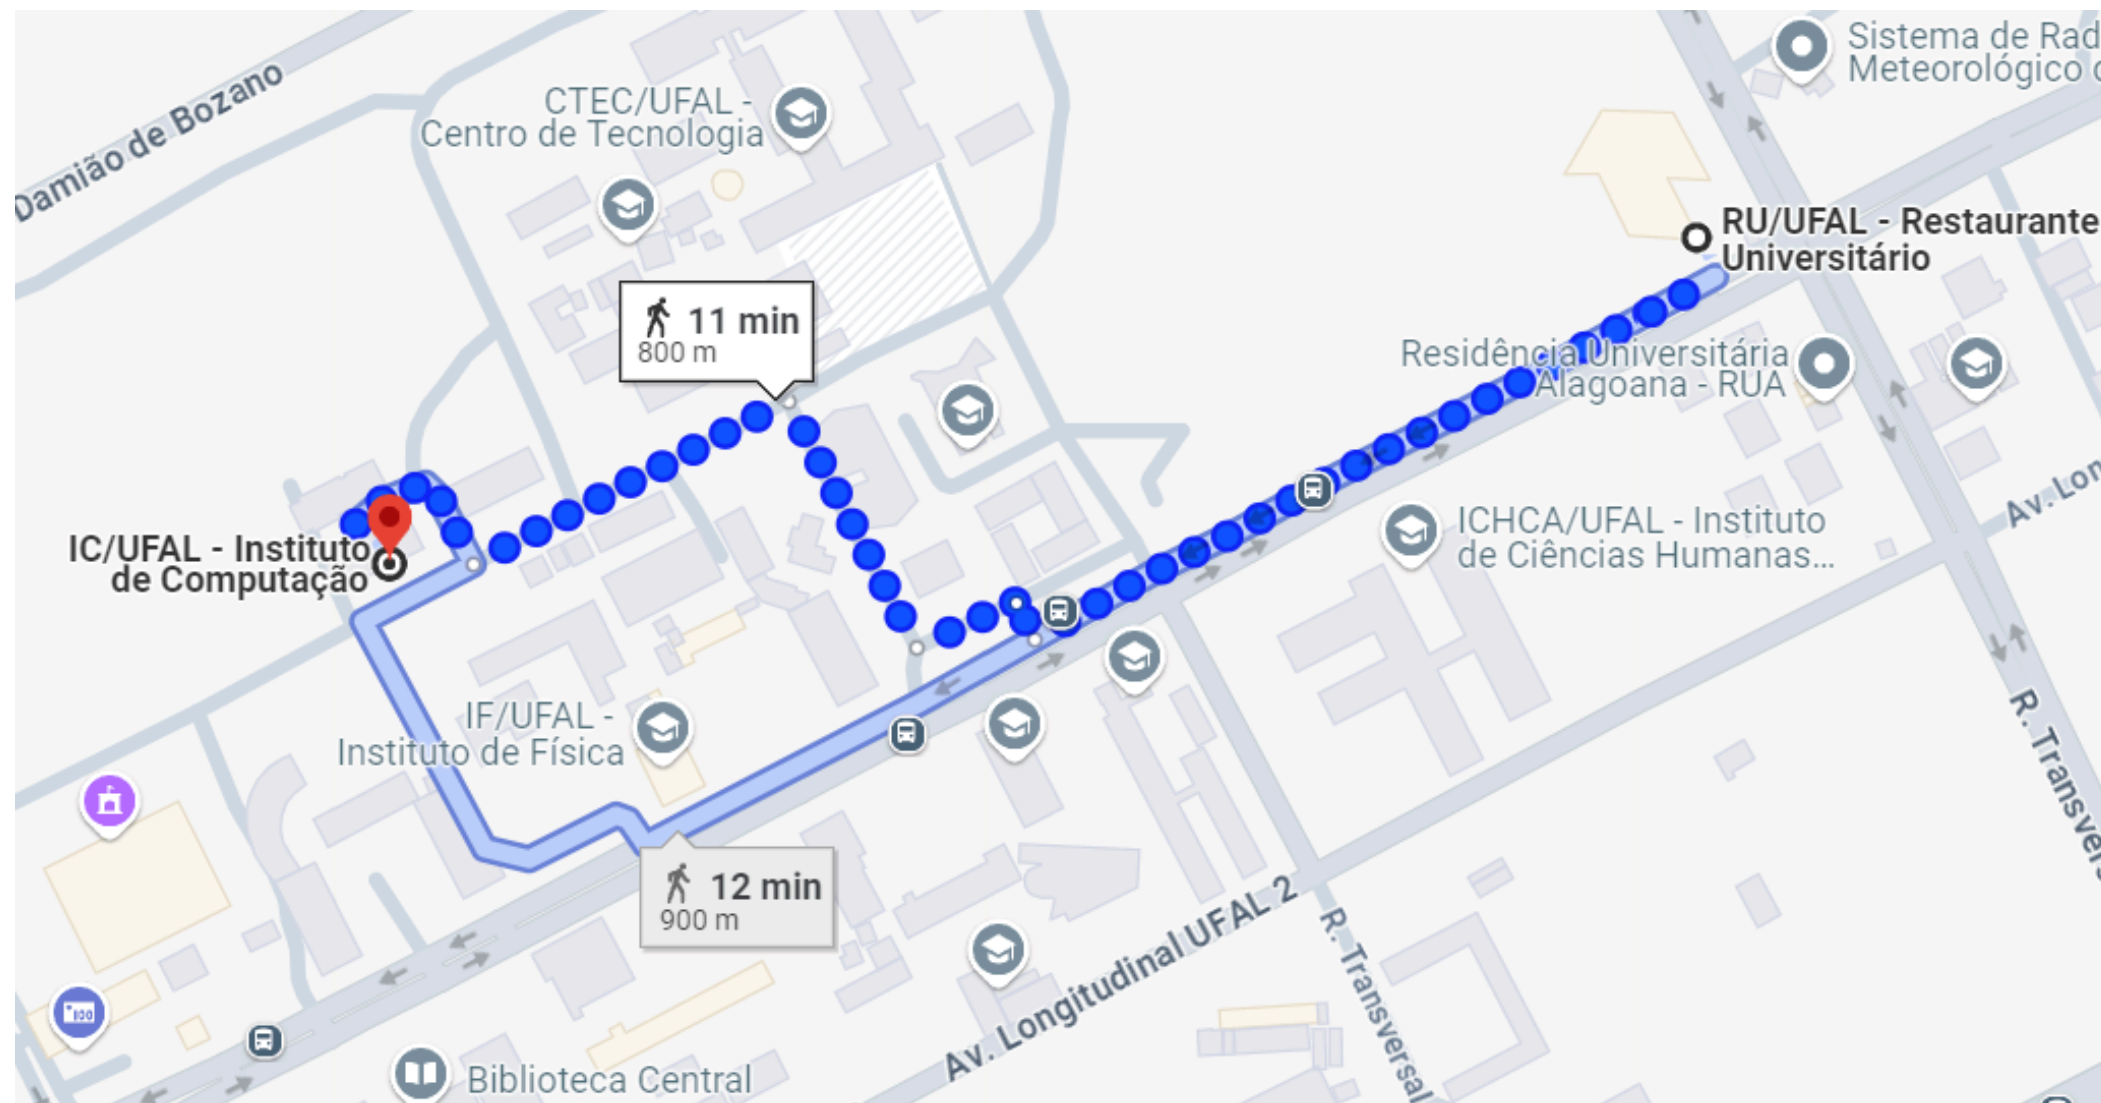 Sistema de Rad
Meteorológico
Damião de Bozano
CTEC/UFAL -
Centro de Tecnologia
RU/UFAL - Restaurante
Universitário
11 min
800 m
Residência Universitária
Alagoana - RUA
Av. Lon
ICHCA/UFAL - Instituto
de Ciências Humanas...
IC/UFAL - Instituto
de Computação
IF/UFAL -
Instituto de Física
R. Transvers
12 min
900 m
Av. Longitudinal UFAL 2
R. Transversal
Biblioteca Central